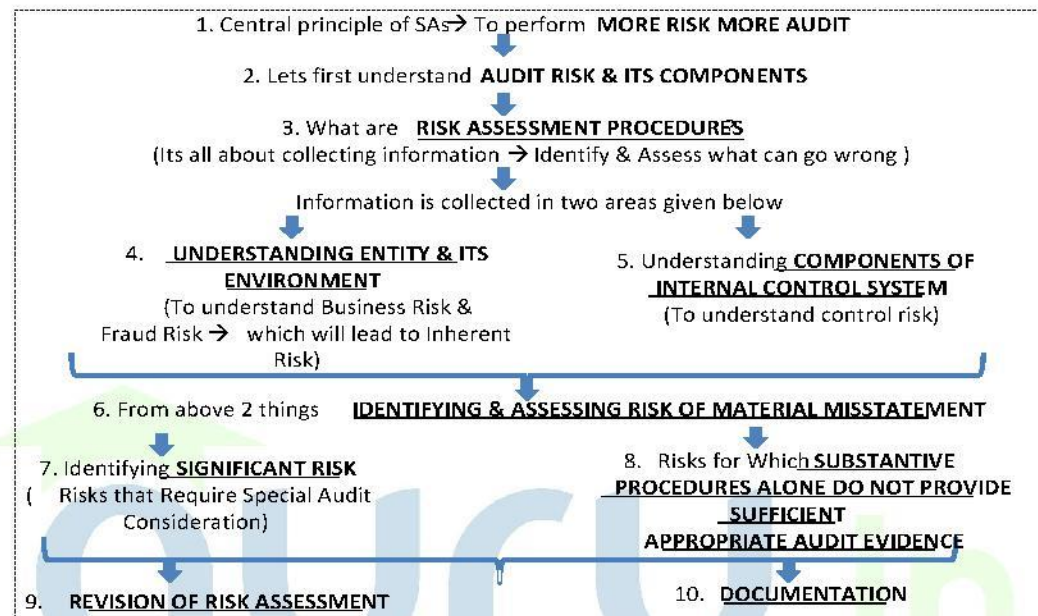 1. Central principle of SAs→ To perform MORE RISK MORE AUDIT
2. Lets first understand AUDIT RISK & ITS COMPONENTS
3. What are RISK ASSESSMENT PROCEDURES?
(Its all about collecting information → Identify & Assess what can go wrong )
Information is collected in two areas given below
4. UNDERSTANDING ENTITY & ITS
ENVIRONMENT
(To understand Business Risk &
Fraud Risk → which will lead to Inherent
Risk)
5. Understanding COMPONENTS OF
INTERNAL CONTROL SYSTEM
(To understand control risk)
6. From above 2 things IDENTIFYING & ASSESSING RISK OF MATERIAL MISSTATEMENT
7. Identifying SIGNIFICANT RISK
( Risks that Require Special Audit
Consideration)
8. Risks for Which SUBSTANTIVE
PROCEDURES ALONE DO NOT PROVIDE
SUFFICIENT
APPROPRIATE AUDIT EVIDENCE
9. REVISION OF RISK ASSESSMENT
10. DOCUMENTATION